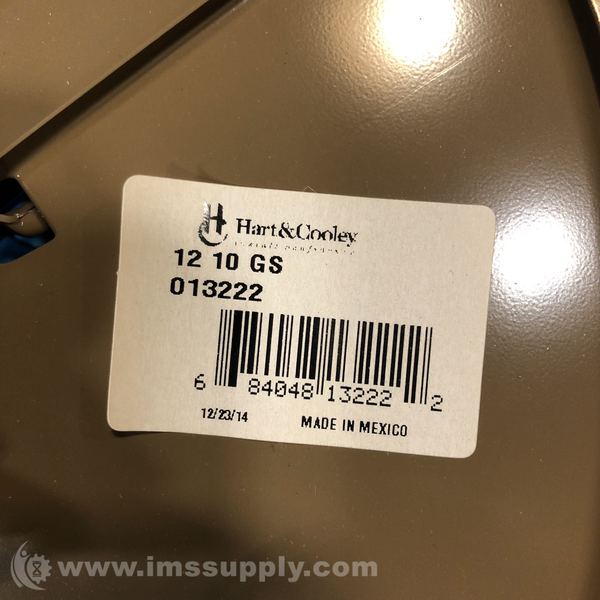 Hart&Cooley
12 10 GS
013222
6 84048 13222 2
12/23/14 MADE IN MEXICO
www.imssupply.com